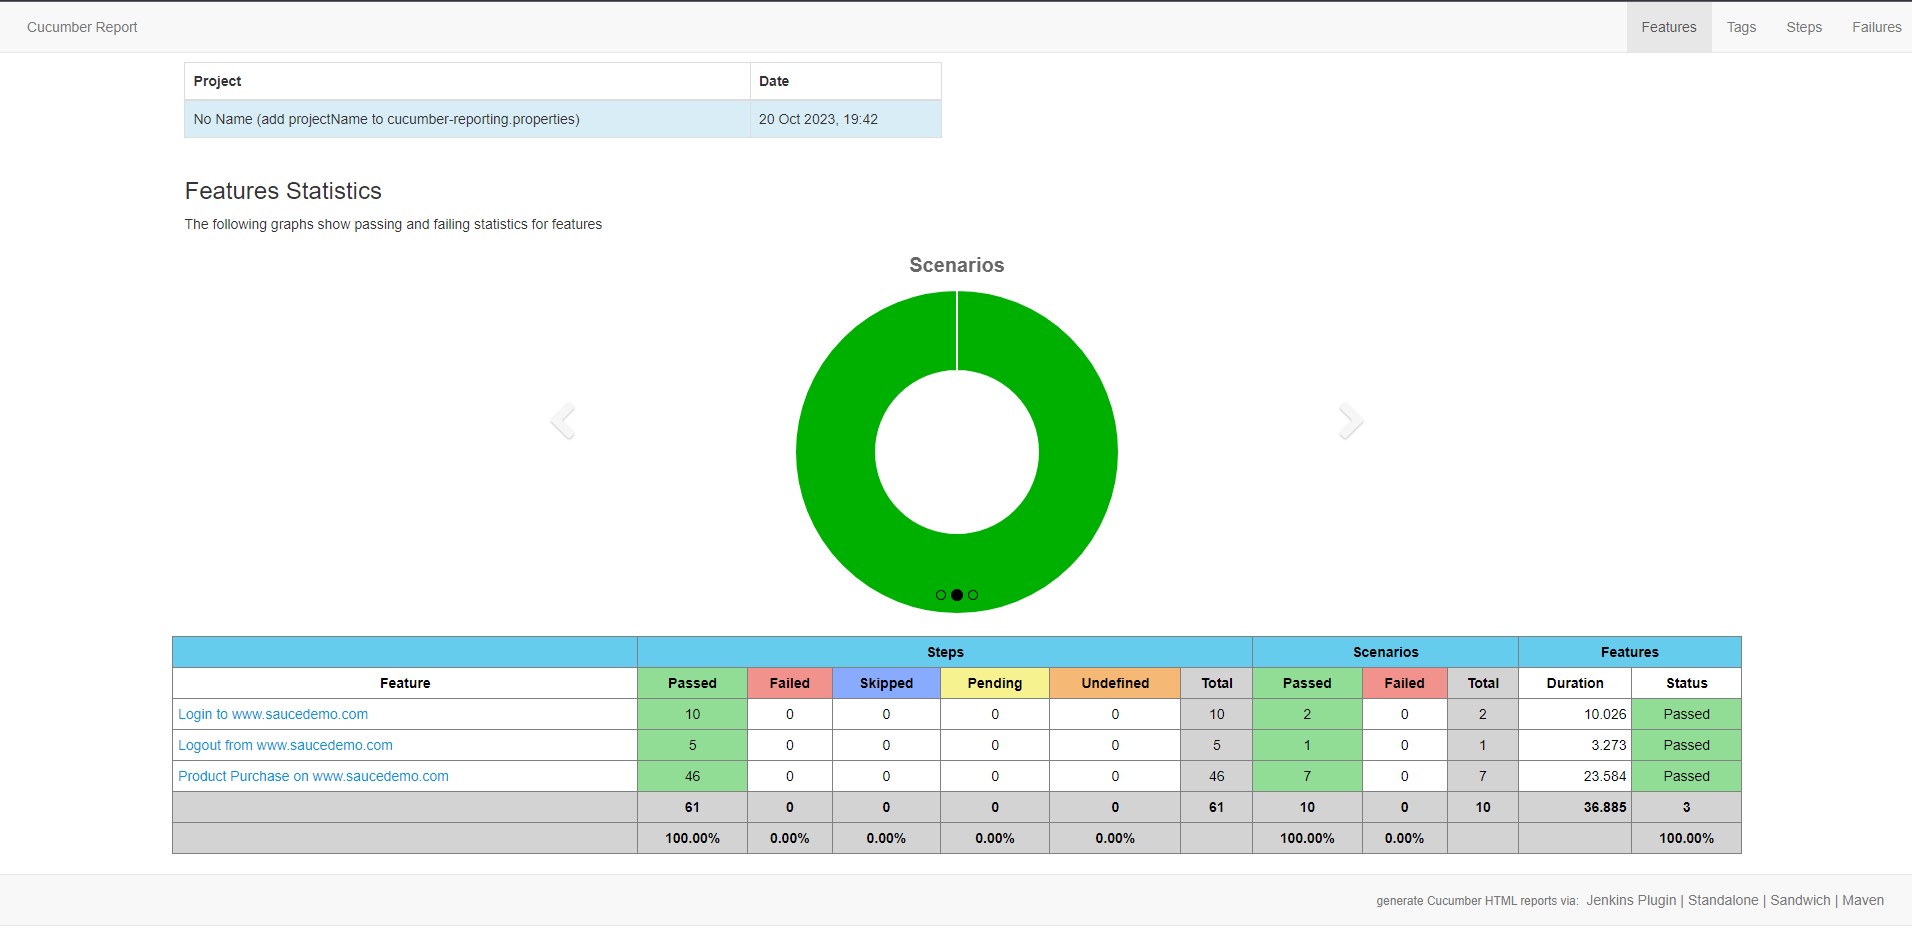 Cucumber Report Features Tags Steps Failures
Project Date
No Name (add projectName to cucumber-reporting.properties) 20 Oct 2023, 19:42
Features Statistics
The following graphs show passing and failing statistics for features
Scenarios
Steps Scenarios Features
Feature Passed Failed Skipped Pending Undefined Total Passed Failed Total Duration Status
Login to www.saucedemo.com 10 0 0 0 0 10 2 0 2 10.026 Passed
Logout from www.saucedemo.com 5 0 0 0 0 5 1 0 1 3.273 Passed
Product Purchase on www.saucedemo.com 46 0 0 0 0 46 7 0 7 23.584 Passed
61 0 0 0 0 61 10 0 10 36.885 3
100.00% 0.00% 0.00% 0.00% 0.00% 100.00% 0.00% 100.00%
generate Cucumber HTML reports via: Jenkins Plugin | Standalone | Sandwich | Maven